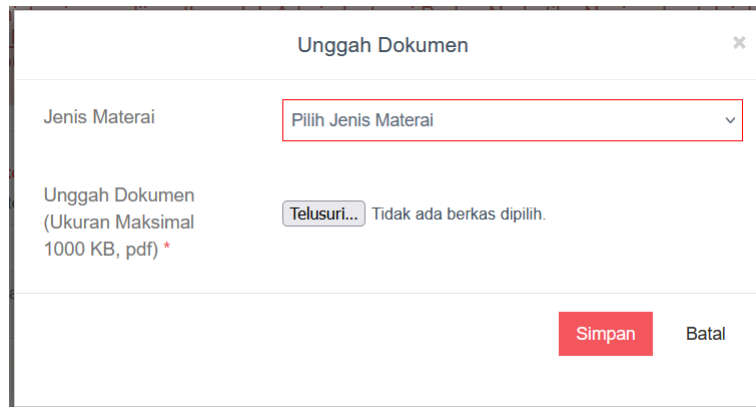 Unggah Dokumen
×
Jenis Materai
Pilih Jenis Materai
Unggah Dokumen
(Ukuran Maksimal
1000 KB, pdf) *
Telusuri... Tidak ada berkas dipilih.
Simpan
Batal